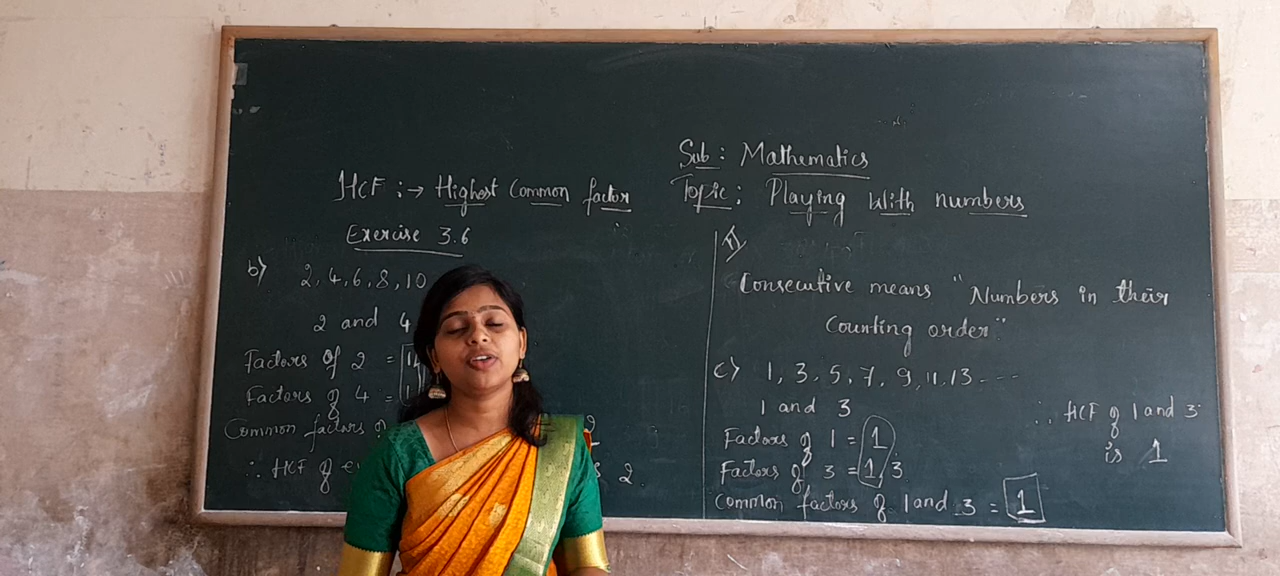 Sub : Mathematics
HCF :→ Highest Common factor
Topic : Playing With numbers
Exercise 3.6
b) 2, 4, 6, 8, 10
2 and 4
Factors of 2 =
Factors of 4 =
Common factors
∴ HCF of 2.
Consecutive means "Numbers in their
Counting order"
c) 1, 3, 5, 7, 9, 11, 13 - - -
1 and 3
Factors of 1 = 1
Factors of 3 = 1, 3
Common factors of 1 and 3 = 1
∴ HCF of 1 and 3
is 1